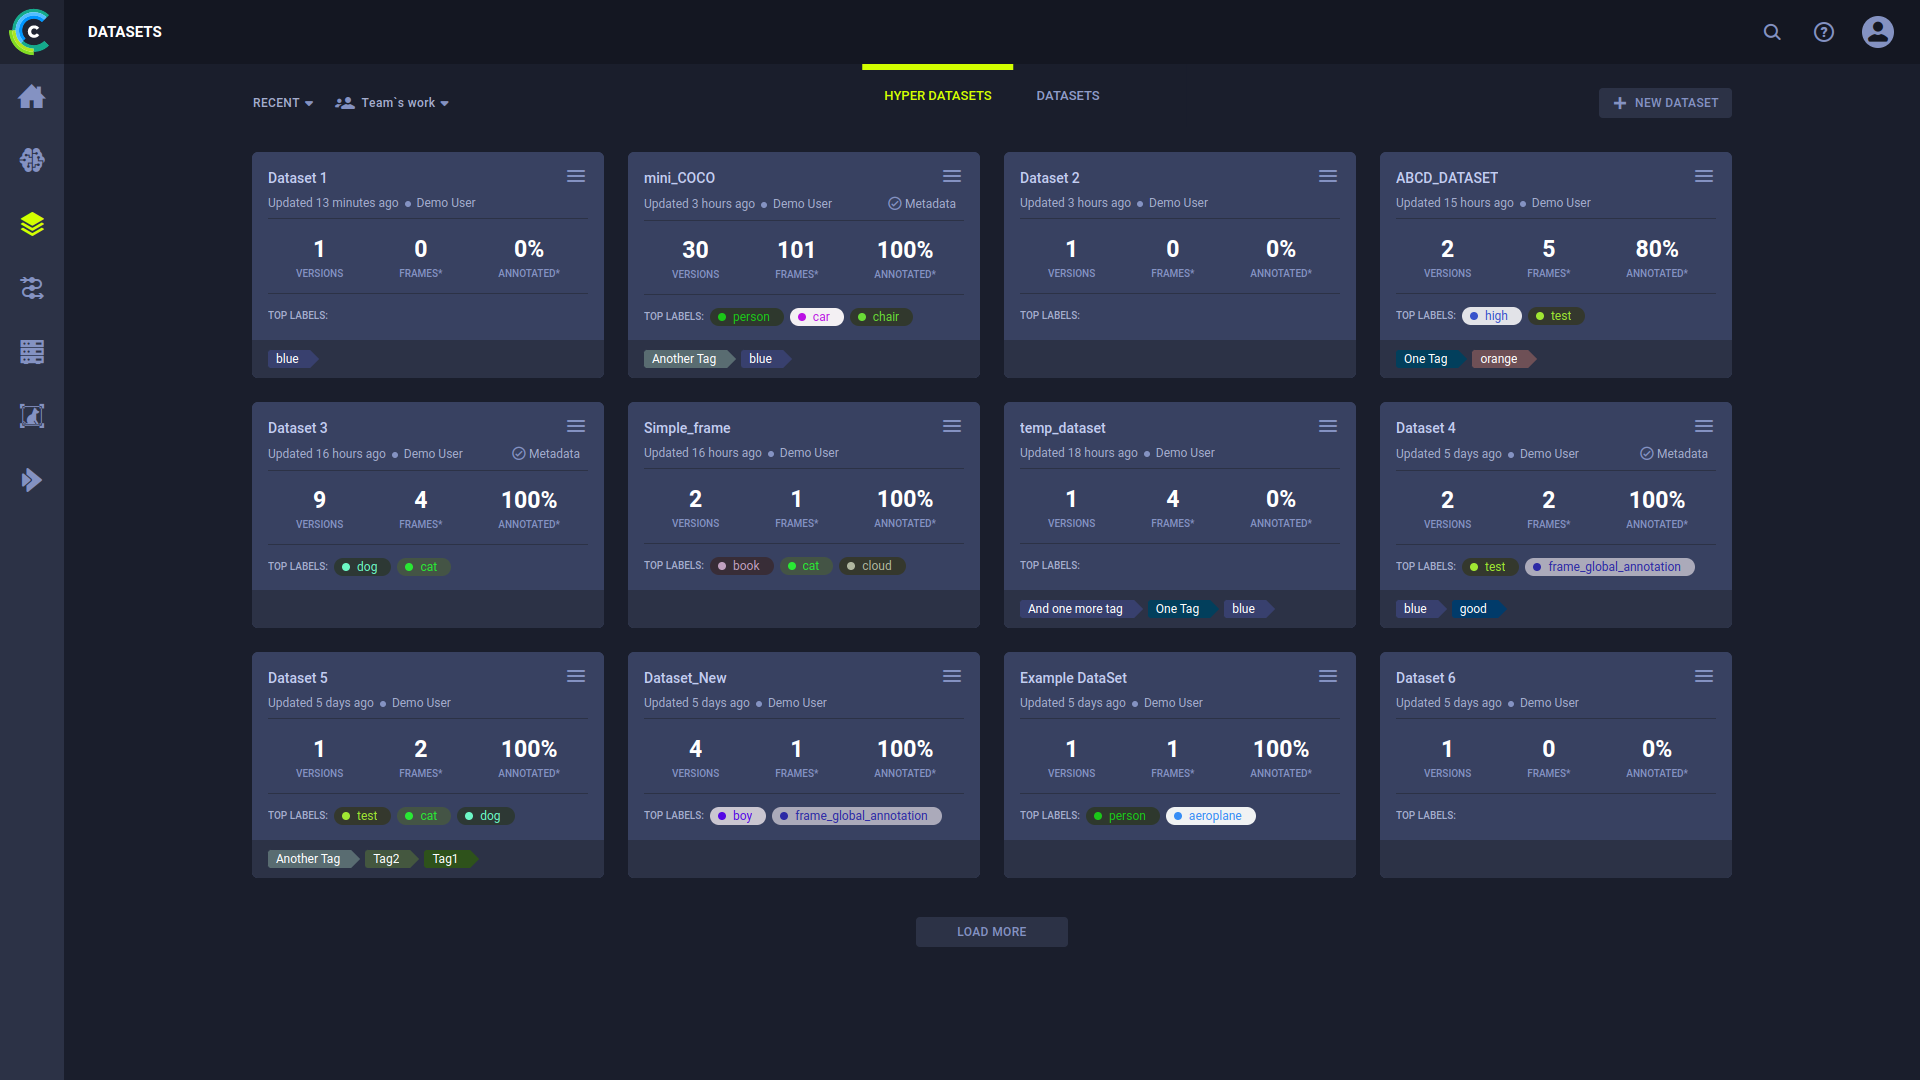 DATASETS
RECENT
Team`s work
HYPER DATASETS
DATASETS
NEW DATASET
Dataset 1
Updated 13 minutes ago Demo User
1 0 0%
VERSIONS FRAMES* ANNOTATED*
TOP LABELS:
blue
mini_COCO
Updated 3 hours ago Demo User Metadata
30 101 100%
VERSIONS FRAMES* ANNOTATED*
TOP LABELS: person car chair
Another Tag blue
Dataset 2
Updated 3 hours ago Demo User
1 0 0%
VERSIONS FRAMES* ANNOTATED*
TOP LABELS:
ABCD_DATASET
Updated 15 hours ago Demo User
2 5 80%
VERSIONS FRAMES* ANNOTATED*
TOP LABELS: high test
One Tag orange
Dataset 3
Updated 16 hours ago Demo User Metadata
9 4 100%
VERSIONS FRAMES* ANNOTATED*
TOP LABELS: dog cat
Simple_frame
Updated 16 hours ago Demo User
2 1 100%
VERSIONS FRAMES* ANNOTATED*
TOP LABELS: book cat cloud
temp_dataset
Updated 18 hours ago Demo User
1 4 0%
VERSIONS FRAMES* ANNOTATED*
TOP LABELS:
And one more tag One Tag blue
Dataset 4
Updated 5 days ago Demo User Metadata
2 2 100%
VERSIONS FRAMES* ANNOTATED*
TOP LABELS: test frame_global_annotation
blue good
Dataset 5
Updated 5 days ago Demo User
1 2 100%
VERSIONS FRAMES* ANNOTATED*
TOP LABELS: test cat dog
Another Tag Tag2 Tag1
Dataset_New
Updated 5 days ago Demo User
4 1 100%
VERSIONS FRAMES* ANNOTATED*
TOP LABELS: boy frame_global_annotation
Example DataSet
Updated 5 days ago Demo User
1 1 100%
VERSIONS FRAMES* ANNOTATED*
TOP LABELS: person aeroplane
Dataset 6
Updated 5 days ago Demo User
1 0 0%
VERSIONS FRAMES* ANNOTATED*
TOP LABELS:
LOAD MORE